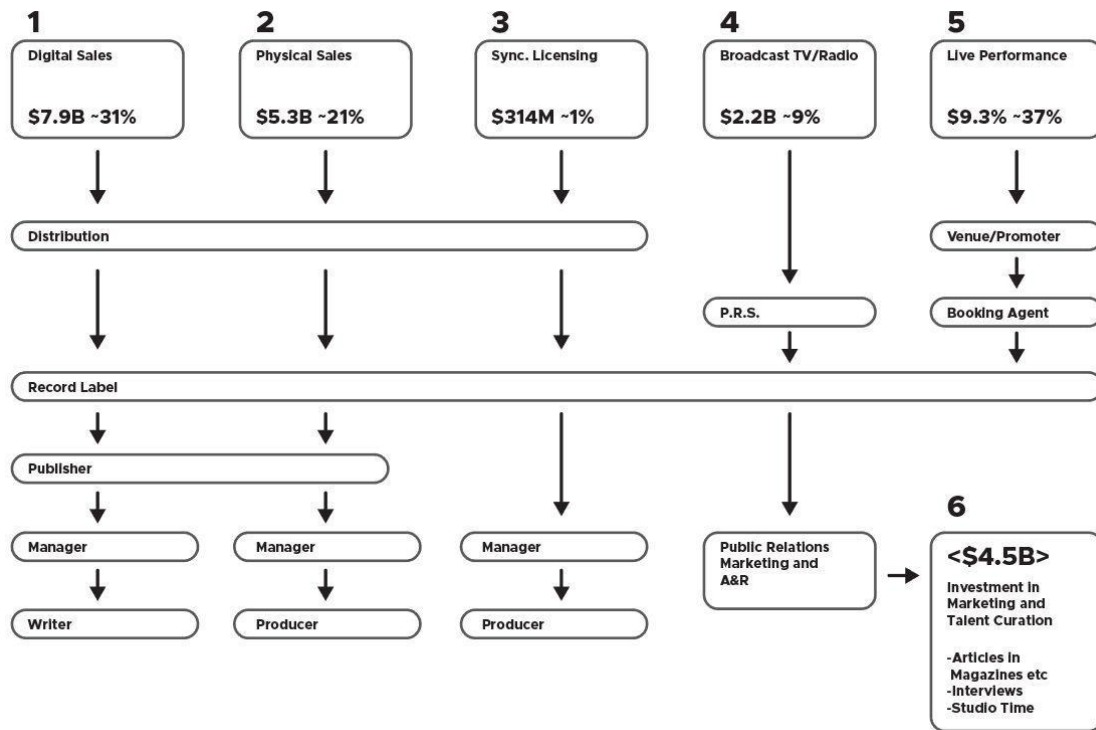 1
2
3
4
5
Digital Sales
Physical Sales
Sync. Licensing
Broadcast TV/Radio
Live Performance
$7.9B ~31%
$5.3B ~21%
$314M ~1%
$2.2B ~9%
$9.3% ~37%
Distribution
Venue/Promoter
P.R.S.
Booking Agent
Record Label
Publisher
Manager
Manager
Manager
Public Relations
Marketing and
A&R
Writer
Producer
Producer
6
<$4.5B>
Investment in
Marketing and
Talent Curation
-Articles in
Magazines etc
-Interviews
-Studio Time